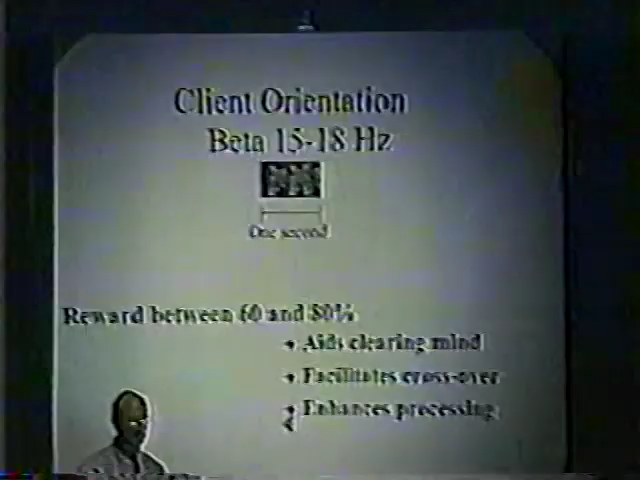 Client Orientation
Beta 15-18 Hz
One second
Reward between 60 and 80%
Aids clearing mind
Facilitates cross-over
Enhances processing